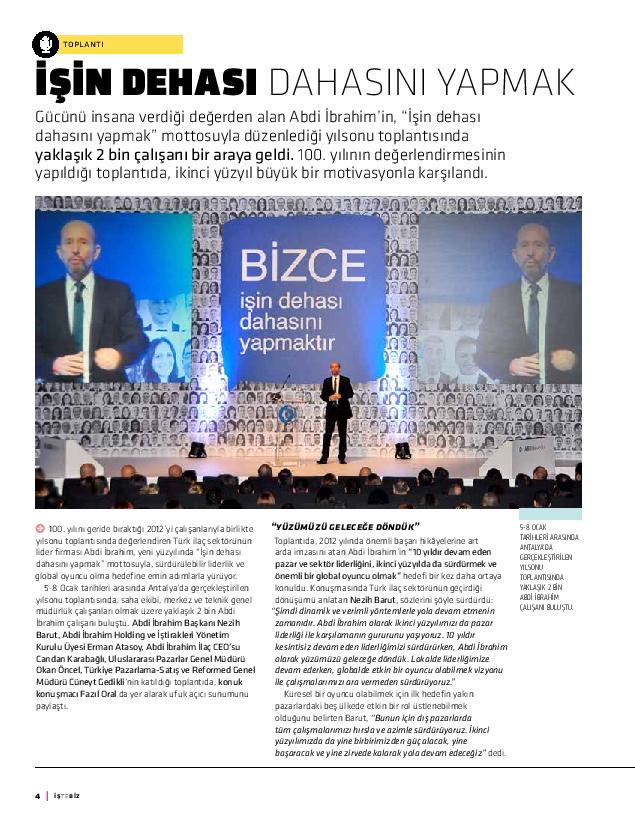 TOPLANTI
İŞİN DEHASI DAHASINI YAPMAK
Gücünü insana verdiği değerden alan Abdi İbrahim’in, “İşin dehası
dahasını yapmak” mottosuyla düzenlediği yılsonu toplantısında
yaklaşık 2 bin çalışanı bir araya geldi. 100. yılının değerlendirmesinin
yapıldığı toplantıda, ikinci yüzyıl büyük bir motivasyonla karşılandı.
BİZCE
işin dehası
dahasını
yapmaktır
100. yılını geride bıraktığı 2012’yi çalışanlarıyla birlikte
yılsonu toplantısında değerlendiren Türk ilaç sektörünün
lider firması Abdi İbrahim, yeni yüzyılında “İşin dehası
dahasını yapmak” mottosuyla, sürdürülebilir liderlik ve
global oyuncu olma hedefine emin adımlarla yürüyor.
5-8 Ocak tarihleri arasında Antalya’da gerçekleştirilen
yılsonu toplantısında, saha ekibi, merkez ve teknik genel
müdürlük çalışanları olmak üzere yaklaşık 2 bin Abdi
İbrahim çalışanı buluştu. Abdi İbrahim Başkanı Nezih
Barut, Abdi İbrahim Holding ve İştirakleri Yönetim
Kurulu Üyesi Erman Atasoy, Abdi İbrahim İlaç CEO’su
Candan Karabağlı, Uluslararası Pazarlar Genel Müdürü
Okan Öncel, Türkiye Pazarlama-Satış ve Reformed Genel
Müdürü Cüneyt Gedikli’nin katıldığı toplantıda, konuk
konuşmacı Fazıl Oral da yer alarak ufuk açıcı sunumunu
paylaştı.
“YÜZÜMÜZÜ GELECEĞE DÖNDÜK”
Toplantıda, 2012 yılında önemli başarı hikâyelerine art
arda imzasını atan Abdi İbrahim’in “10 yıldır devam eden
pazar ve sektör liderliğini, ikinci yüzyılda da sürdürmek ve
önemli bir global oyuncu olmak” hedefi bir kez daha ortaya
konuldu. Konuşmasında Türk ilaç sektörünün geçirdiği
dönüşümü anlatan Nezih Barut, sözlerini şöyle sürdürdü:
“Şimdi dinamik ve verimli yöntemlerle yola devam etmenin
zamanıdır. Abdi İbrahim olarak ikinci yüzyılımızı da pazar
liderliği ile karşılamanın gururunu yaşıyoruz. 10 yıldır
kesintisiz devam eden liderliğimizi sürdürürken, Abdi İbrahim
olarak yüzümüzü geleceğe döndük. Lokalde liderliğimize
devam ederken, globalde etkin bir oyuncu olabilmek vizyonu
ile çalışmalarımızı ara vermeden sürdürüyoruz.”
Küresel bir oyuncu olabilmek için ilk hedefin yakın
pazarlardaki beş ülkede etkin bir rol üstlenebilmek
olduğunu belirten Barut, “Bunun için dış pazarlarda
tüm çalışmalarımızı hırsla ve azimle sürdürüyoruz. İkinci
yüzyılımızda da yine birbirimizden güç alacak, yine
başaracak ve yine zirvede kalarak yola devam edeceğiz” dedi.
5-8 OCAK
TARİHLERİ ARASINDA
ANTALYA’DA
GERÇEKLEŞTİRİLEN
YILSONU
TOPLANTISINDA
YAKLAŞIK 2 BİN
ABDİ İBRAHİM
ÇALIŞANI BULUŞTU.
4 | İŞTEBİZ